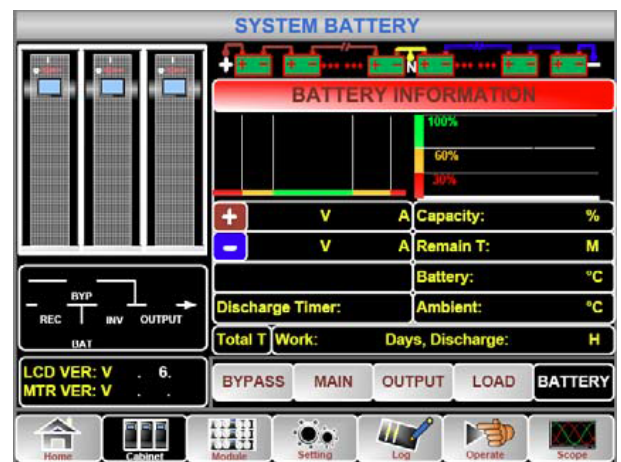 SYSTEM BATTERY
+ - + - + - N + - + - + - -
BATTERY INFORMATION
100%
60%
30%
+ V A Capacity: %
- V A Remain T: M
Battery: °C
Discharge Timer: Ambient: °C
Total T Work: Days, Discharge: H
BYP
REC INV OUTPUT
BAT
LCD VER: V . 6.
MTR VER: V . .
BYPASS MAIN OUTPUT LOAD BATTERY
Home Cabinet Module Setting Log Operate Scope